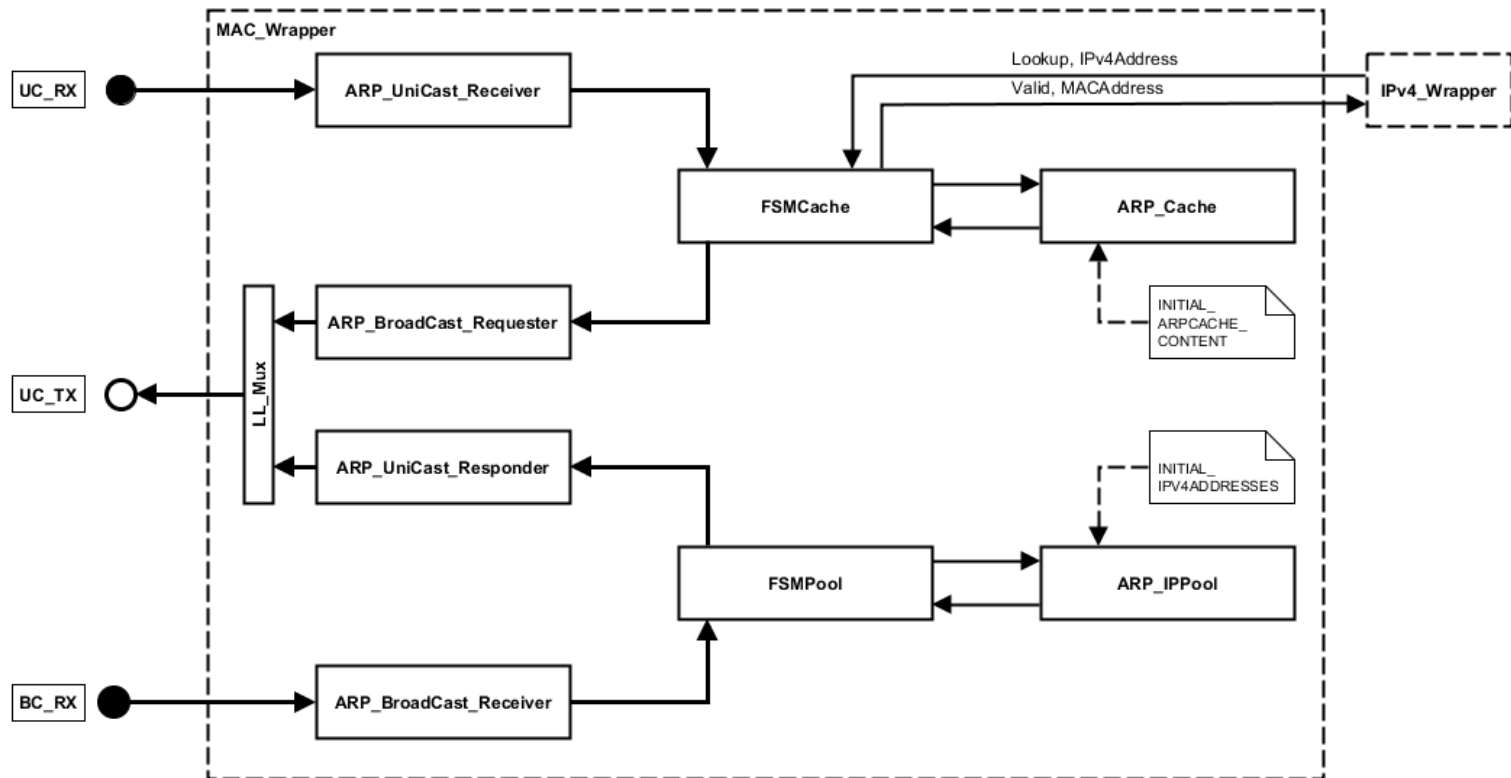 MAC_Wrapper
UC_RX
ARP_UniCast_Receiver
Lookup, IPv4Address
Valid, MACAddress
IPv4_Wrapper
FSMCache
ARP_Cache
ARP_BroadCast_Requester
INITIAL_
ARPCACHE_
CONTENT
UC_TX
LL_Mux
ARP_UniCast_Responder
INITIAL_
IPV4ADDRESSES
FSMPool
ARP_IPPool
BC_RX
ARP_BroadCast_Receiver